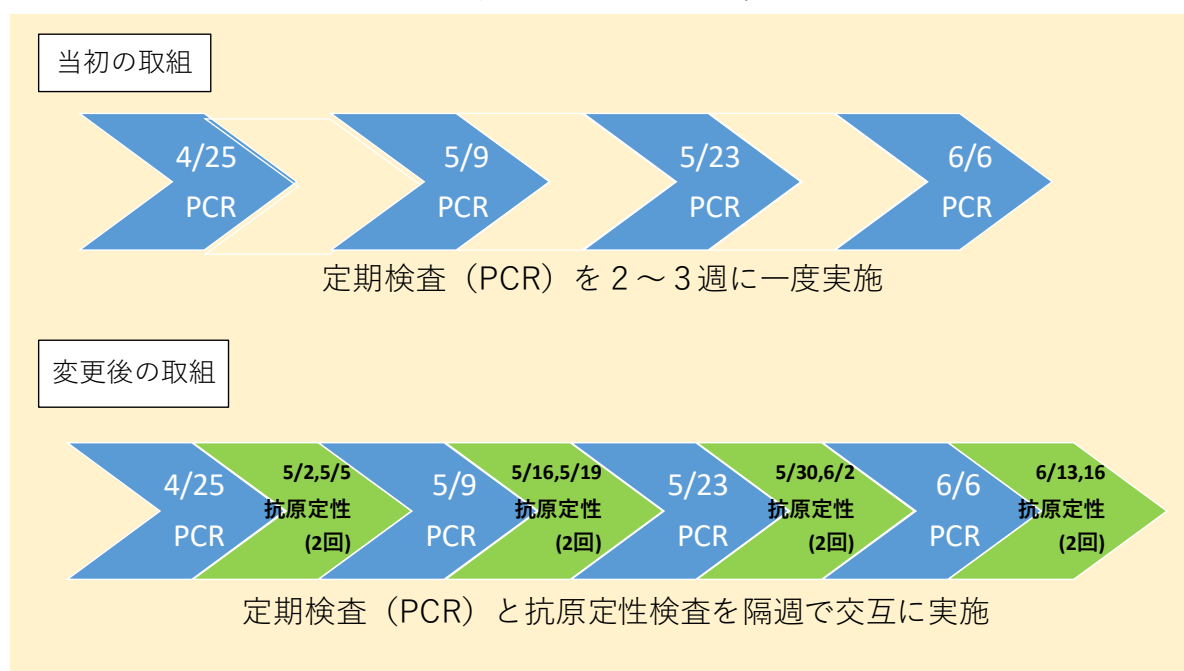 当初の取組
4/25
PCR
5/9
PCR
5/23
PCR
6/6
PCR
定期検査（PCR）を２～３週に一度実施
変更後の取組
4/25
PCR
5/2,5/5
抗原定性
(2回)
5/9
PCR
5/16,5/19
抗原定性
(2回)
5/23
PCR
5/30,6/2
抗原定性
(2回)
6/6
PCR
6/13,16
抗原定性
(2回)
定期検査（PCR）と抗原定性検査を隔週で交互に実施